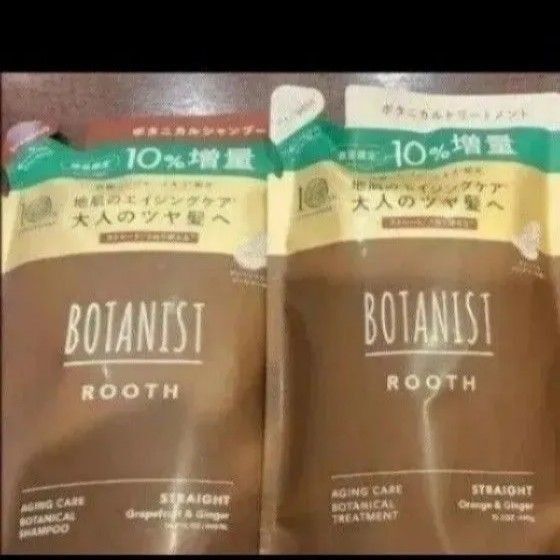 ボタニカルシャンプー
10%増量
地肌のエイジングケア
大人のツヤ髪へ
BOTANIST
ROOTH
AGING CARE
BOTANICAL
SHAMPOO
STRAIGHT
Grapefruit & Ginger
ボタニカルトリートメント
数量限定
10%増量
地肌のエイジングケア
大人のツヤ髪へ
BOTANIST
ROOTH
AGING CARE
BOTANICAL
TREATMENT
STRAIGHT
Orange & Ginger